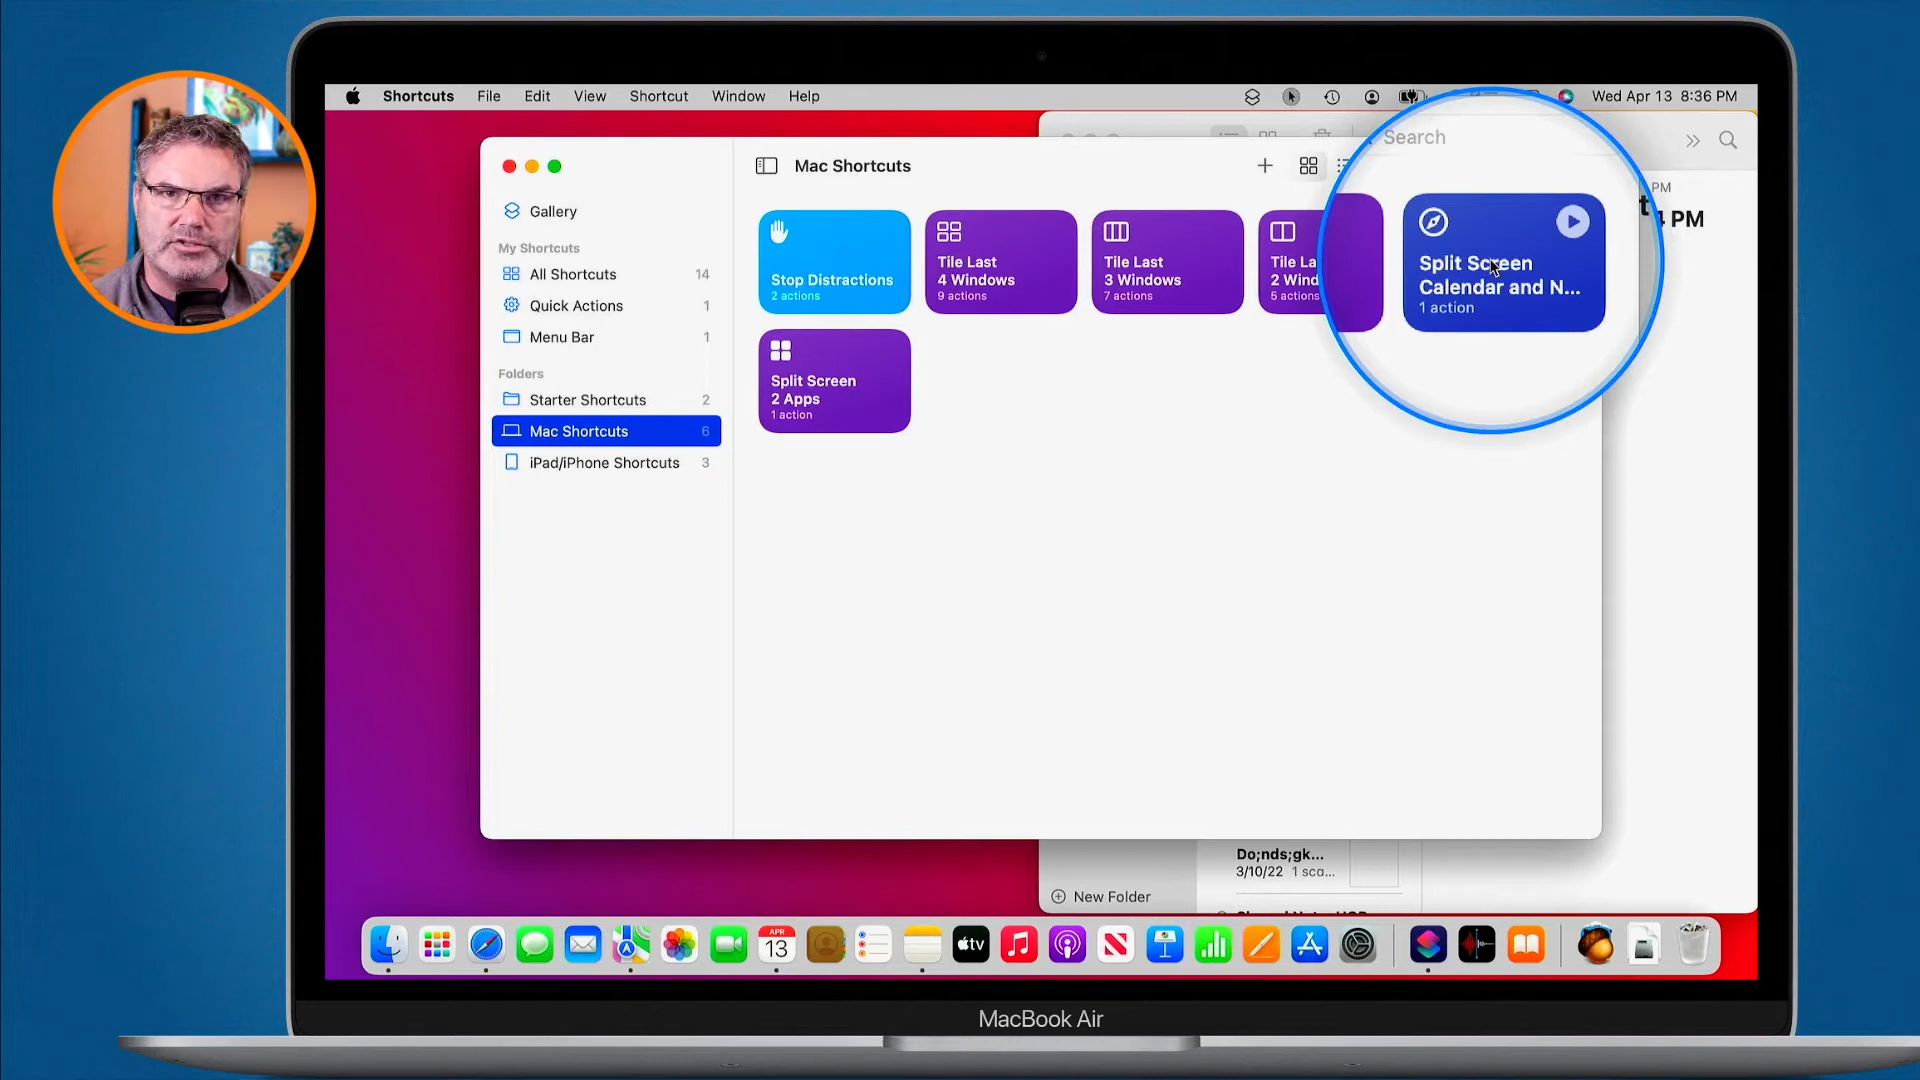 Shortcuts File Edit View Shortcut Window Help Wed Apr 13 8:36 PM
Search
Mac Shortcuts
PM
4 PM
Gallery
My Shortcuts
All Shortcuts 14
Quick Actions 1
Menu Bar 1
Folders
Starter Shortcuts 2
Mac Shortcuts 6
iPad/iPhone Shortcuts 3
Stop Distractions
2 actions
Tile Last
4 Windows
9 actions
Tile Last
3 Windows
7 actions
Tile La
2 Wind
5 actions
Split Screen
Calendar and N...
1 action
Split Screen
2 Apps
1 action
Do;nds;gk...
3/10/22 1 sca...
New Folder
APR
13
tv
MacBook Air